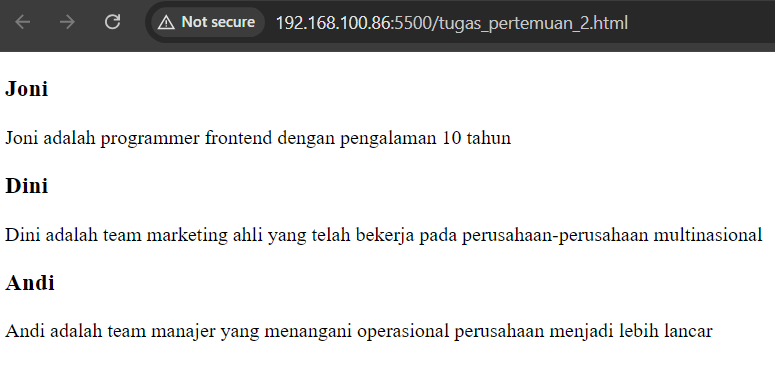 Not secure 192.168.100.86:5500/tugas_pertemuan_2.html
Joni
Joni adalah programmer frontend dengan pengalaman 10 tahun
Dini
Dini adalah team marketing ahli yang telah bekerja pada perusahaan-perusahaan multinasional
Andi
Andi adalah team manajer yang menangani operasional perusahaan menjadi lebih lancar